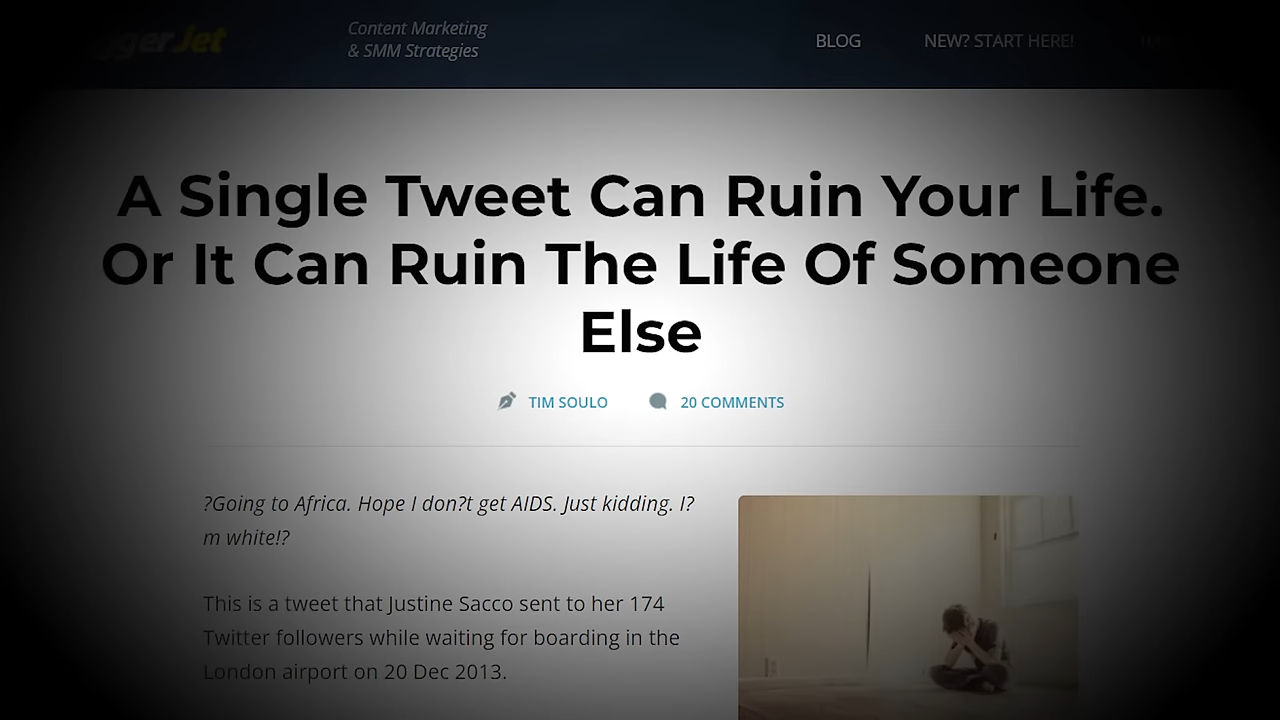 Content Marketing
& SMM Strategies
BLOG NEW? START HERE!
A Single Tweet Can Ruin Your Life.
Or It Can Ruin The Life Of Someone
Else
TIM SOULO 20 COMMENTS
?Going to Africa. Hope I don?t get AIDS. Just kidding. I?
m white!?
This is a tweet that Justine Sacco sent to her 174
Twitter followers while waiting for boarding in the
London airport on 20 Dec 2013.